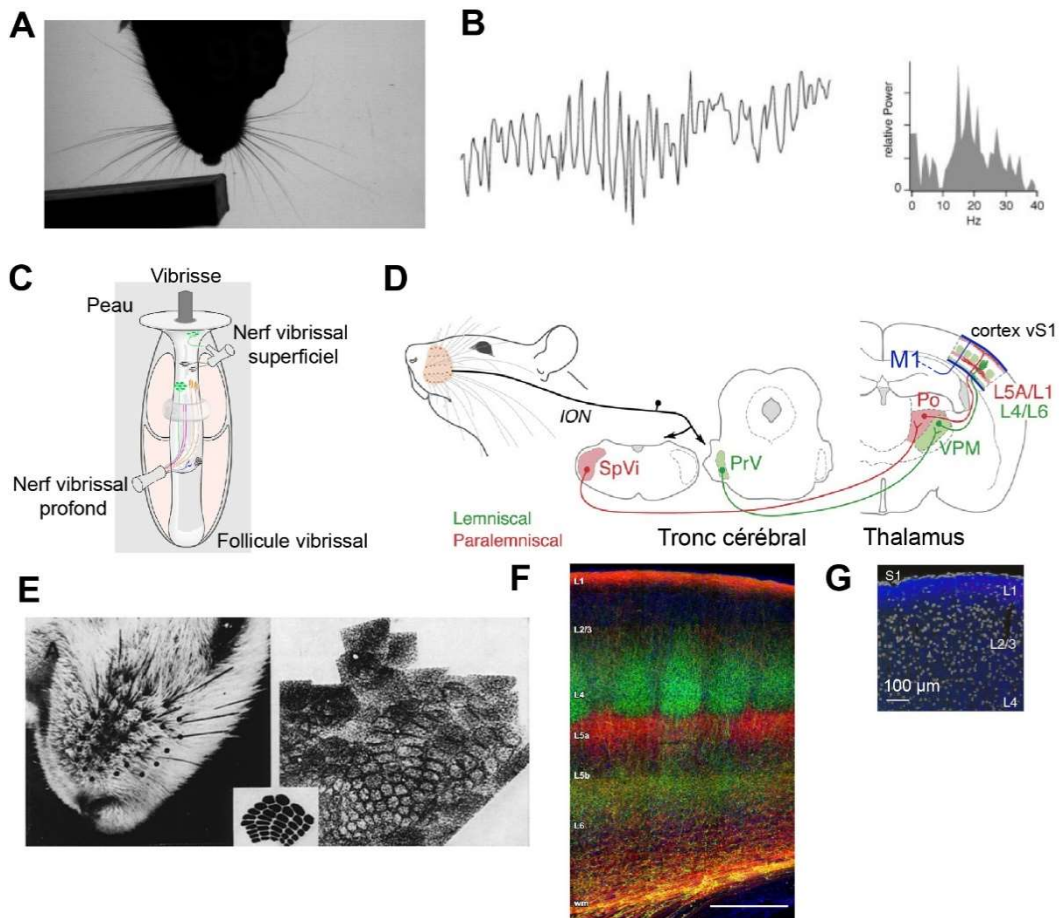 A
B
relative Power
0
0 10 20 30 40
Hz
C
Vibrisse
Peau
Nerf vibrissal
superficiel
Nerf vibrissal
profond
Follicule vibrissal
D
ION
SpVi
PrV
Lemniscal
Paralemniscal
Tronc cérébral
cortex vS1
M1
L5A/L1
L4/L6
Po
VPM
Thalamus
E
F
L1
L2/3
L4
L5a
L5b
L6
wm
G
S1
L1
L2/3
100 µm
L4